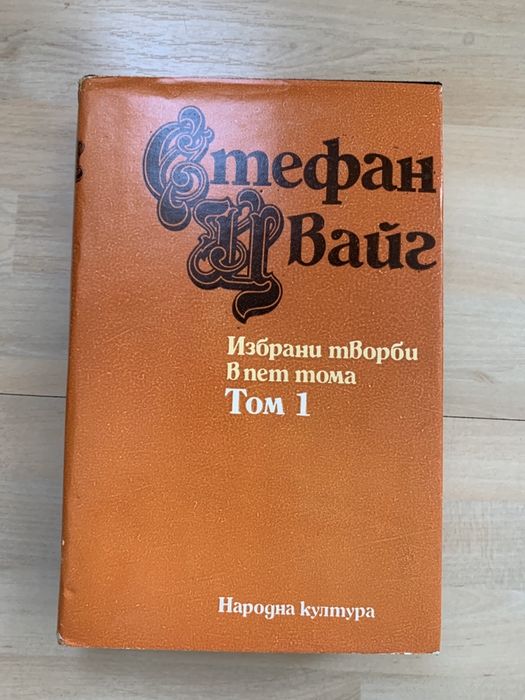 Стефан
Цвайг
Избрани творби
в пет тома
Том 1
Народна култура